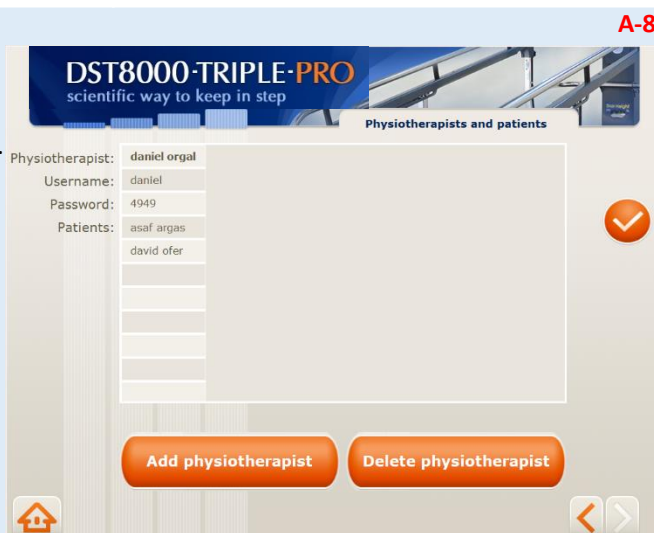 A-8
DST8000-TRIPLE-PRO
scientific way to keep in step
Physiotherapists and patients
Physiotherapist: daniel orgal
Username: daniel
Password: 4949
Patients: asaf argas
david ofer
Add physiotherapist
Delete physiotherapist